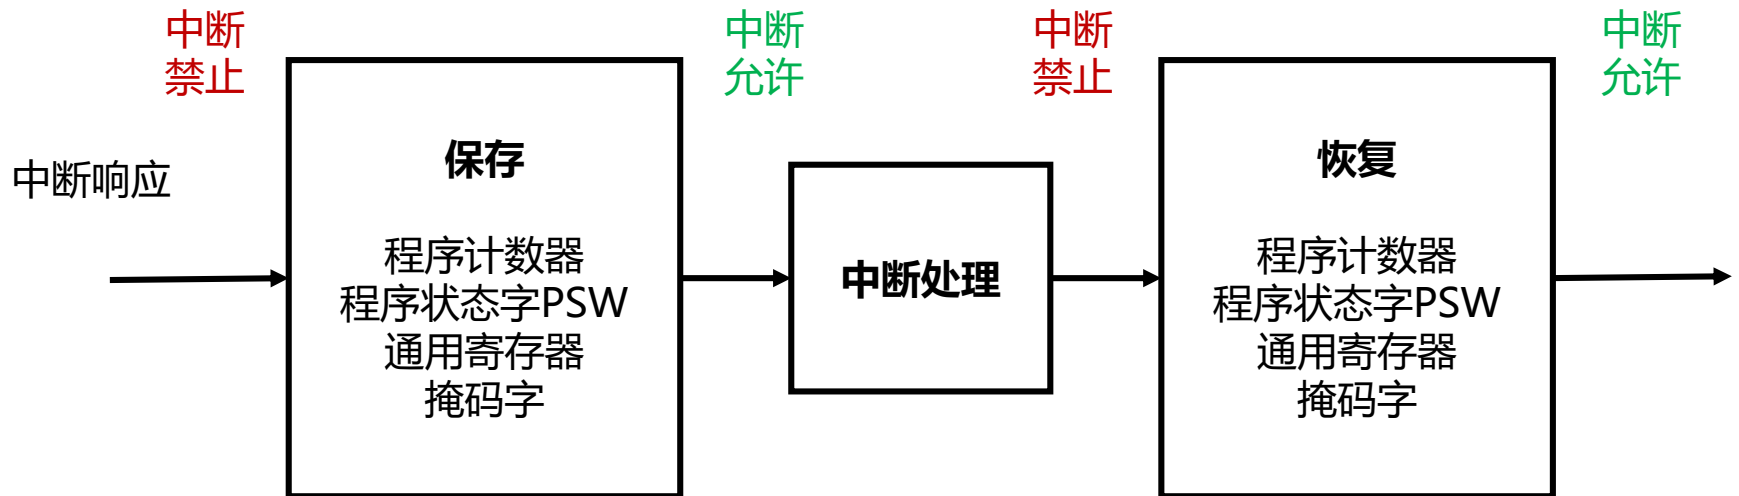 中断
禁止
中断
允许
中断
禁止
中断
允许
中断响应
保存
程序计数器
程序状态字PSW
通用寄存器
掩码字
中断处理
恢复
程序计数器
程序状态字PSW
通用寄存器
掩码字